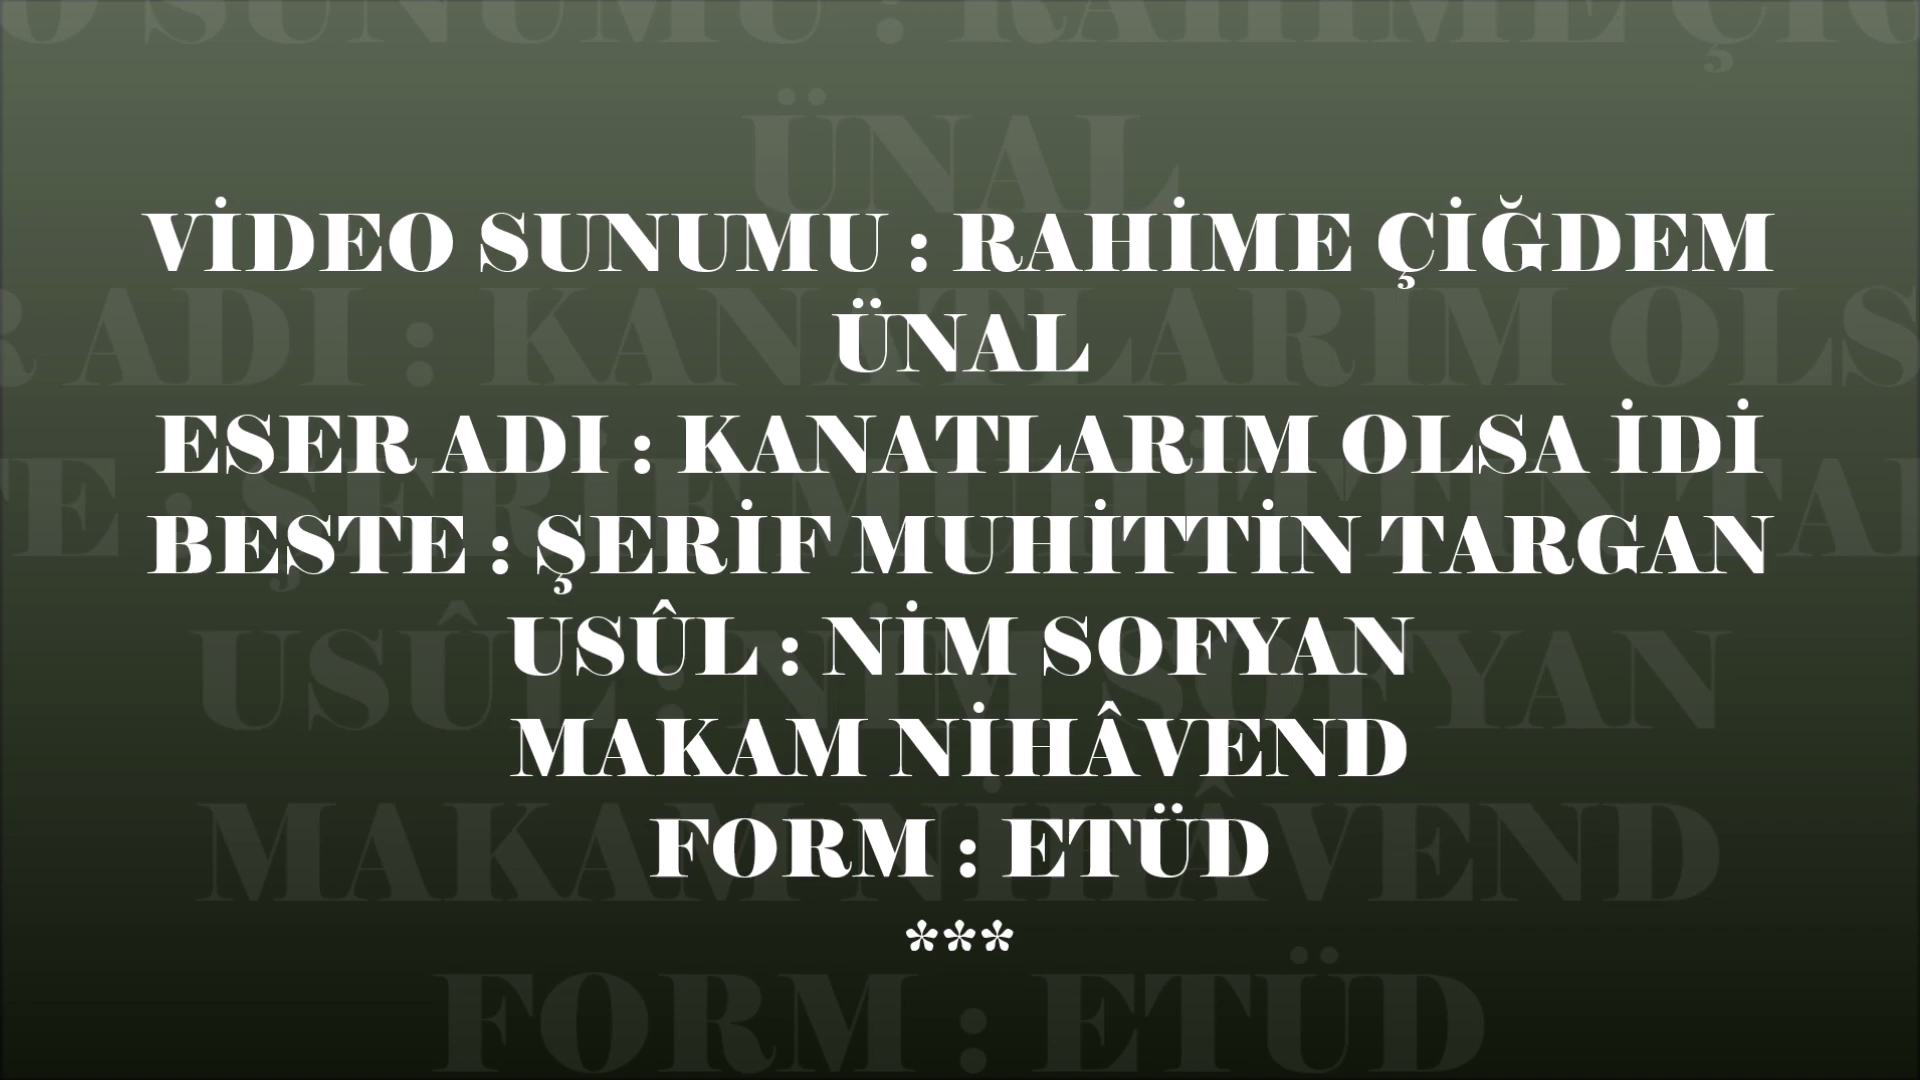 VİDEO SUNUMU : RAHİME ÇİĞDEM
ÜNAL
ESER ADI : KANATLARIM OLSA İDİ
BESTE : ŞERİF MUHİTTİN TARGAN
USÛL : NİM SOFYAN
MAKAM NİHÂVEND
FORM : ETÜD
***